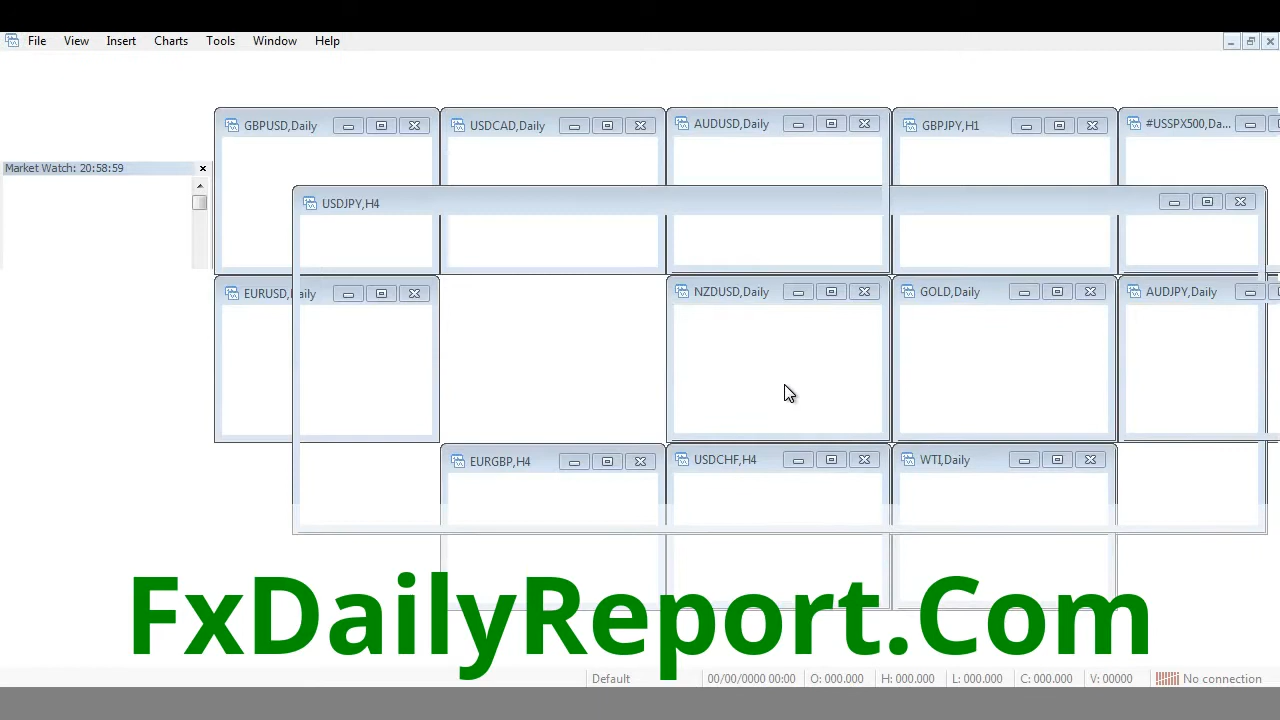 File View Insert Charts Tools Window Help
GBPUSD,Daily
USDCAD,Daily
AUDUSD,Daily
GBPJPY,H1
#USSPX500,Da...
Market Watch: 20:58:59
USDJPY,H4
EURUSD,Daily
NZDUSD,Daily
GOLD,Daily
AUDJPY,Daily
EURGBP,H4
USDCHF,H4
WTI,Daily
FxDailyReport.Com
Default 00/00/0000 00:00 O: 000.000 H: 000.000 L: 000.000 C: 000.000 V: 00000 No connection